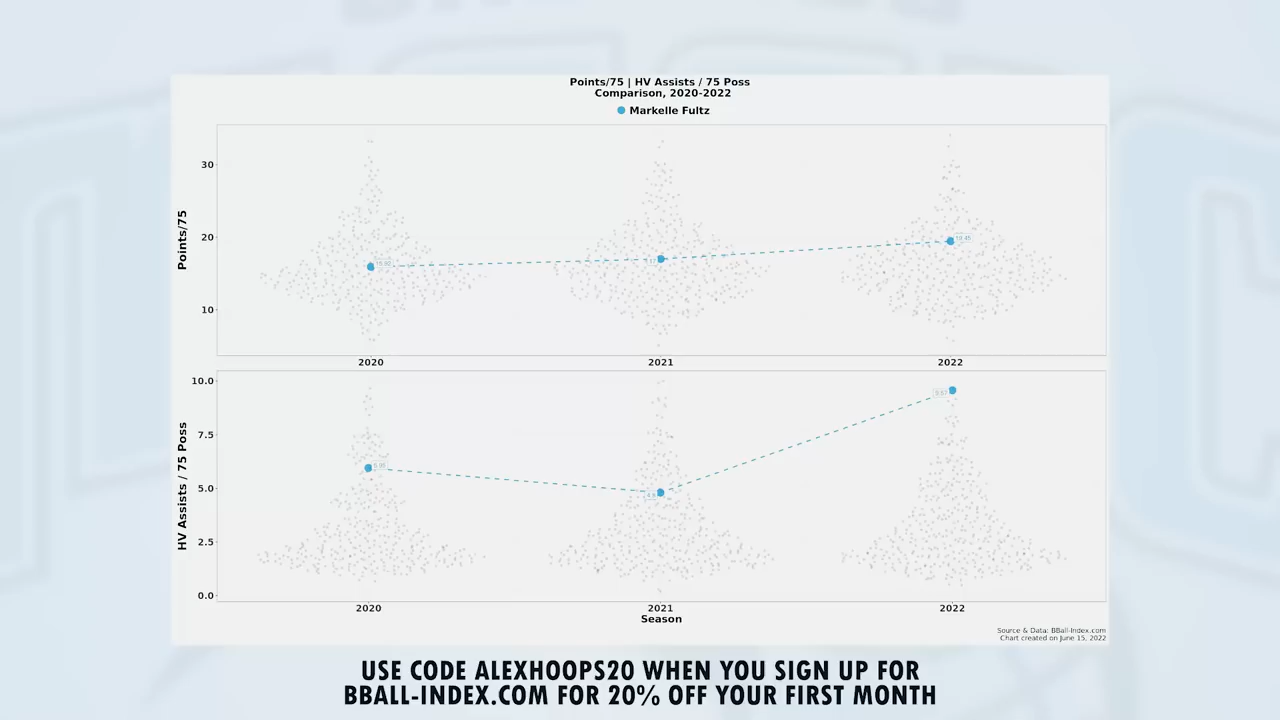 Points/75 | HV Assists / 75 Poss
Comparison, 2020-2022
Markelle Fultz
Points/75
30
20
10
19.45
2020
2021
2022
HV Assists / 75 Poss
10.0
7.5
5.0
2.5
0.0
2020
2021
2022
Season
Source & Data: BBall-Index.com
Chart created on June 15, 2022
USE CODE ALEXHOOPS20 WHEN YOU SIGN UP FOR
BBALL-INDEX.COM FOR 20% OFF YOUR FIRST MONTH